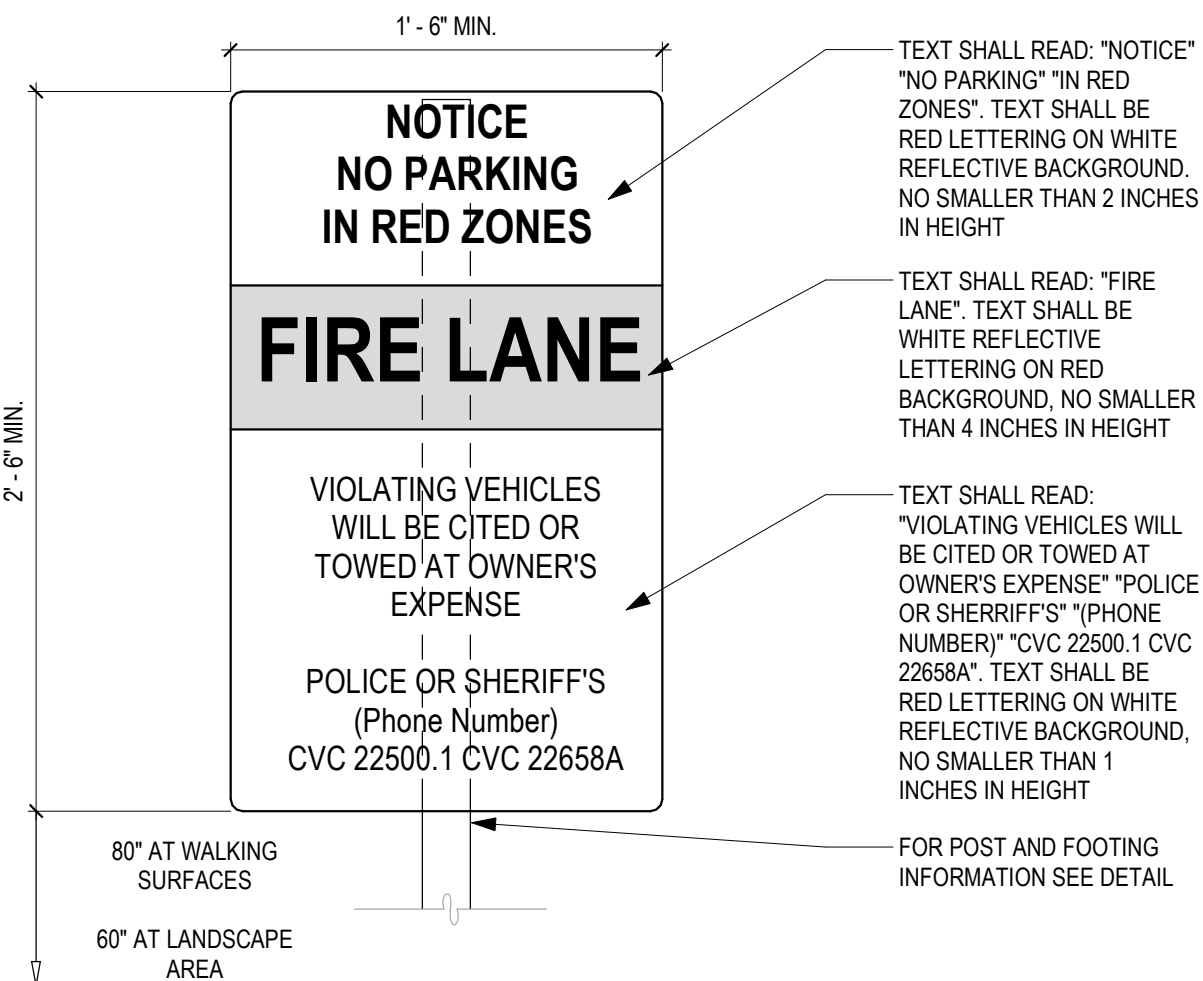 1' - 6" MIN.
2' - 6" MIN.
NOTICE
NO PARKING
IN RED ZONES
FIRE LANE
VIOLATING VEHICLES
WILL BE CITED OR
TOWED AT OWNER'S
EXPENSE
POLICE OR SHERIFF'S
(Phone Number)
CVC 22500.1 CVC 22658A
80" AT WALKING
SURFACES
60" AT LANDSCAPE
AREA
TEXT SHALL READ: "NOTICE"
"NO PARKING" "IN RED
ZONES". TEXT SHALL BE
RED LETTERING ON WHITE
REFLECTIVE BACKGROUND.
NO SMALLER THAN 2 INCHES
IN HEIGHT
TEXT SHALL READ: "FIRE
LANE". TEXT SHALL BE
WHITE REFLECTIVE
LETTERING ON RED
BACKGROUND, NO SMALLER
THAN 4 INCHES IN HEIGHT
TEXT SHALL READ:
"VIOLATING VEHICLES WILL
BE CITED OR TOWED AT
OWNER'S EXPENSE" "POLICE
OR SHERRIFF'S" "(PHONE
NUMBER)" "CVC 22500.1 CVC
22658A". TEXT SHALL BE
RED LETTERING ON WHITE
REFLECTIVE BACKGROUND,
NO SMALLER THAN 1
INCHES IN HEIGHT
FOR POST AND FOOTING
INFORMATION SEE DETAIL